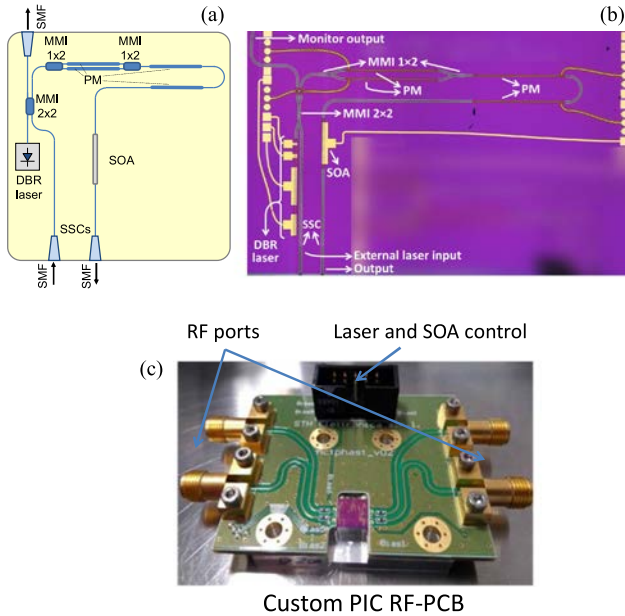 (a)
SMF
MMI
1x2
MMI
1x2
PM
MMI
2x2
DBR
laser
SOA
SSCs
SMF
SMF
(b)
Monitor output
MMI 1×2
PM
PM
MMI 2×2
SOA
SSC
DBR
laser
External laser input
Output
(c)
RF ports
Laser and SOA control
Custom PIC RF-PCB